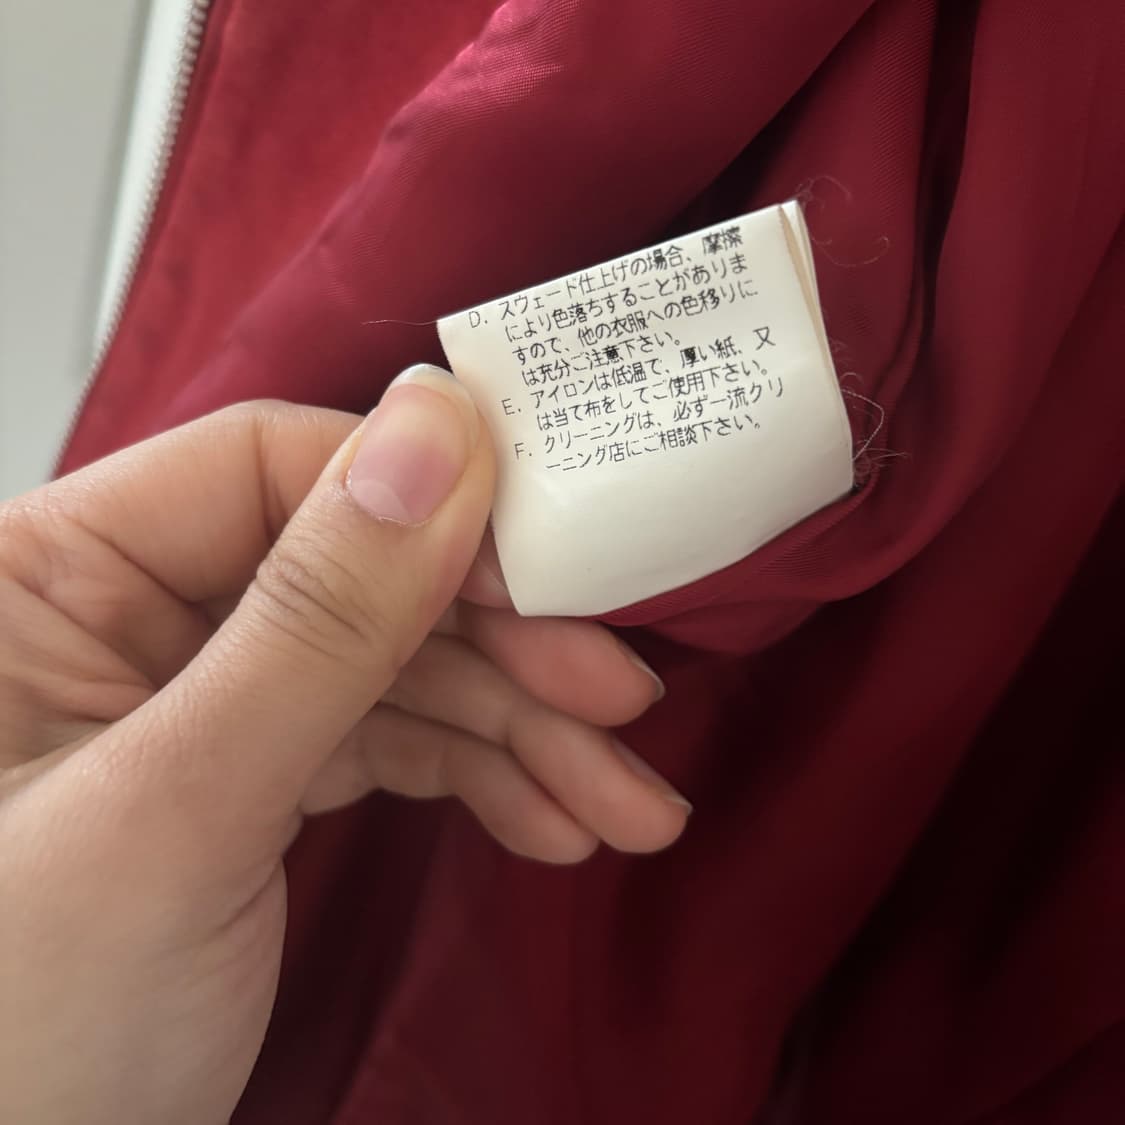 D. スウェード仕上げの場合、摩擦
により色落ちすることがありま
すので、他の衣服への色移りに
は充分ご注意下さい。
E. アイロンは低温で、厚い紙、又
は当て布をしてご使用下さい。
F. クリーニングは、必ず一流クリ
ーニング店にご相談下さい。